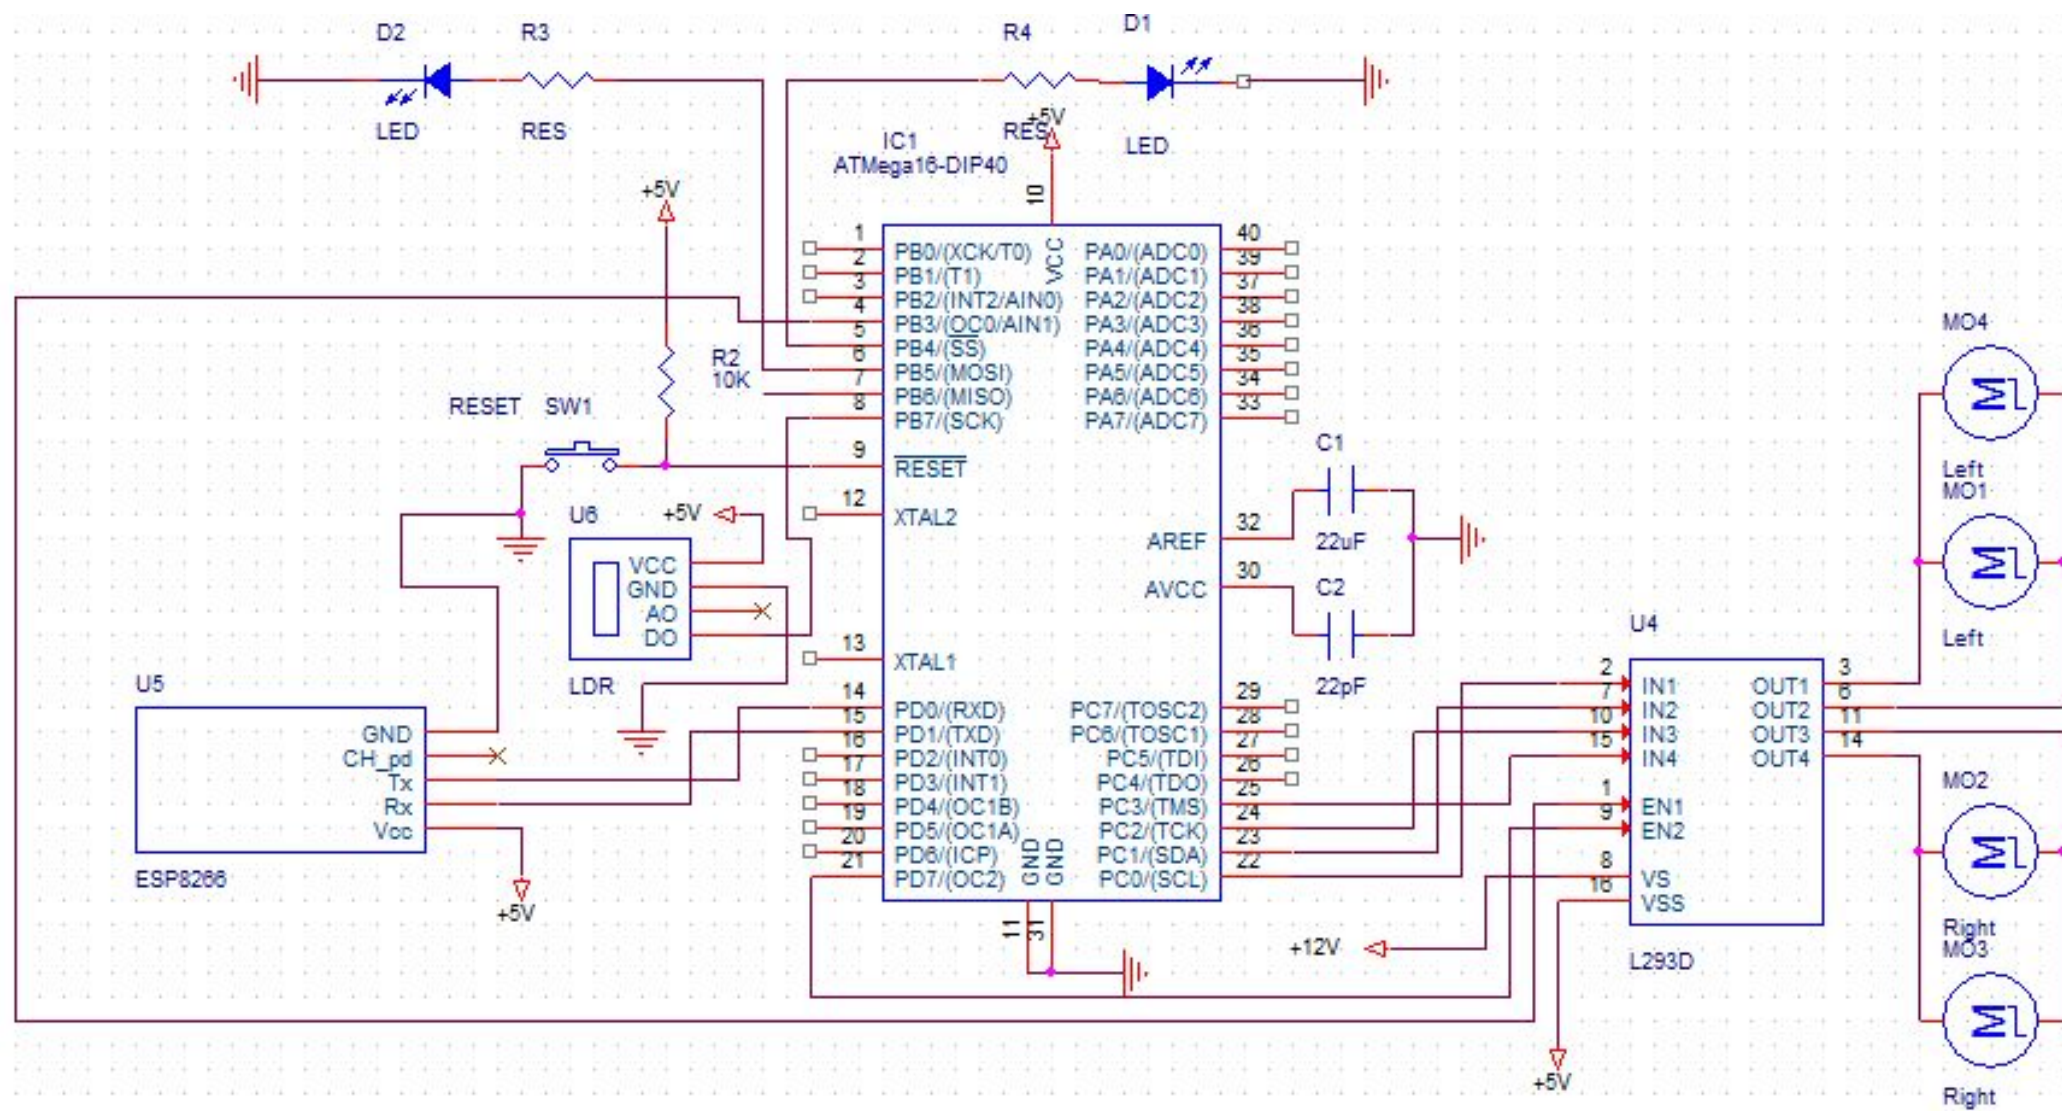 D2
R3
R4
D1
LED
RES
RES
+5V
LED
IC1
ATMega16-DIP40
+5V
10
VCC
1
PB0/(XCK/T0)
2
PB1/(T1)
3
PB2/(INT2/AIN0)
4
PB3/(OC0/AIN1)
5
PB4/(SS)
6
PB5/(MOSI)
7
PB6/(MISO)
8
PB7/(SCK)
9
RESET
12
XTAL2
13
XTAL1
14
PD0/(RXD)
15
PD1/(TXD)
16
PD2/(INT0)
17
PD3/(INT1)
18
PD4/(OC1B)
19
PD5/(OC1A)
20
PD6/(ICP)
21
PD7/(OC2)
GND
GND
11
31
40
PA0/(ADC0)
39
PA1/(ADC1)
37
PA2/(ADC2)
38
PA3/(ADC3)
36
PA4/(ADC4)
35
PA5/(ADC5)
34
PA6/(ADC6)
33
PA7/(ADC7)
32
AREF
30
AVCC
29
PC7/(TOSC2)
28
PC6/(TOSC1)
27
PC5/(TDI)
26
PC4/(TDO)
25
PC3/(TMS)
24
PC2/(TCK)
23
PC1/(SDA)
22
PC0/(SCL)
R2
10K
RESET SW1
U6
+5V
VCC
GND
AO
DO
LDR
U5
GND
CH_pd
Tx
Rx
Vcc
ESP8266
+5V
C1
22uF
C2
22pF
U4
2
IN1
7
IN2
10
IN3
15
IN4
1
EN1
9
EN2
8
VS
16
VSS
OUT1
3
OUT2
6
OUT3
11
OUT4
14
L293D
+12V
+5V
MO4
Left
MO1
Left
MO2
Right
MO3
Right